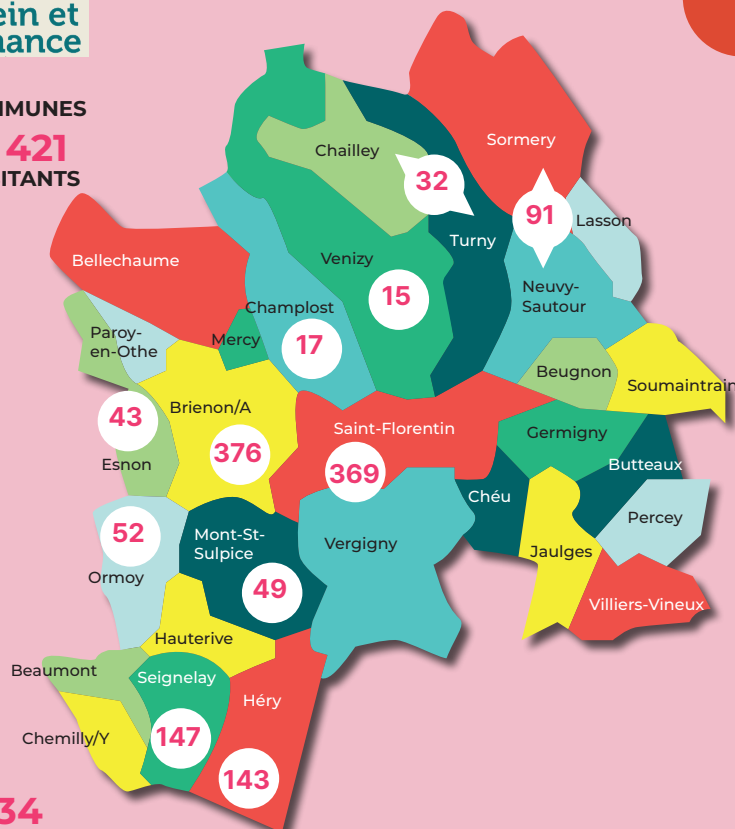 ein et
nance
MMUNES
421
ITANTS
Sormery
Chailley
32
91
Lasson
Turny
Bellechaume
Venizy
Neuvy-
Sautour
15
Champlost
Paroy-
en-Othe
Mercy
17
Beugnon
Soumaintrain
43
Brienon/A
Saint-Florentin
Germigny
376
Esnon
369
Butteaux
Chéu
52
Mont-St-
Sulpice
Vergigny
Percey
Jaulges
Ormoy
49
Villiers-Vineux
Hauterive
Beaumont
Seignelay
Héry
Chemilly/Y
147
143
34